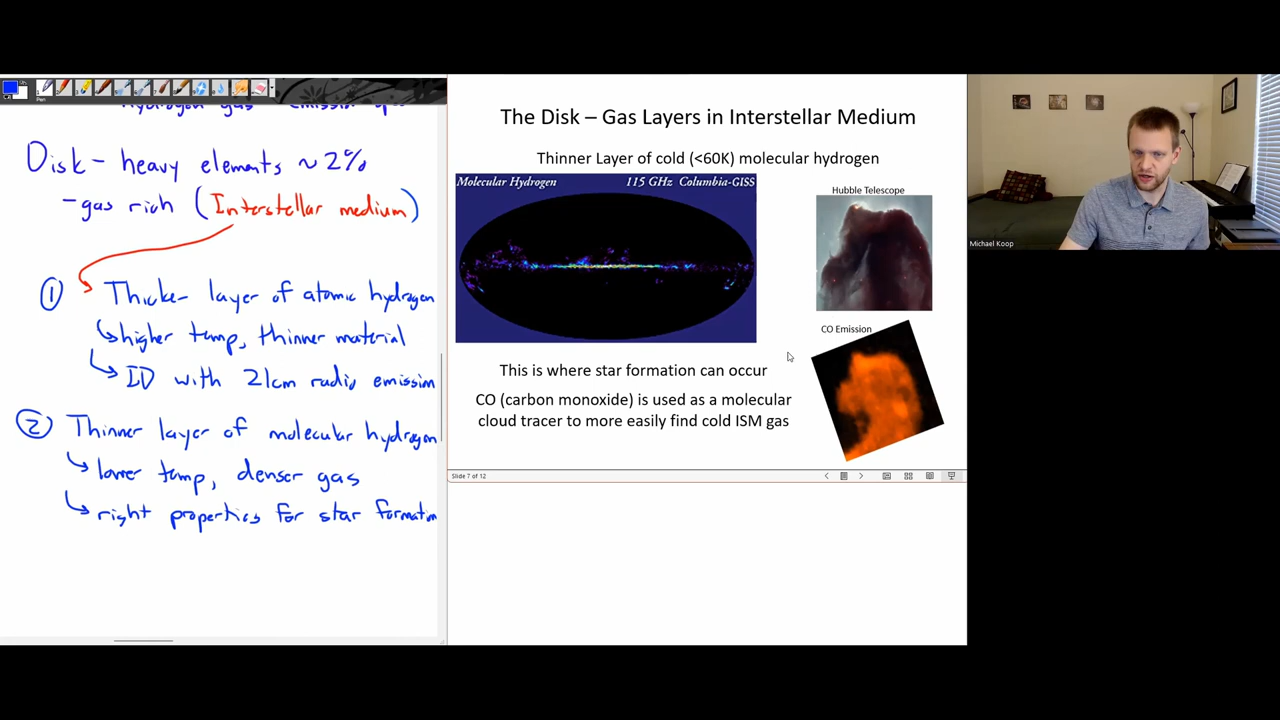 hydrogen gas emission
Disk – heavy elements ~2%
- gas rich (Interstellar medium)
① Thicker layer of atomic hydrogen
↳ higher temp, thinner material
↳ ID with 21cm radio emission
② Thinner layer of molecular hydrogen
↳ lower temp, denser gas
↳ right properties for star formation
Pen
The Disk – Gas Layers in Interstellar Medium
Thinner Layer of cold (<60K) molecular hydrogen
Molecular Hydrogen 115 GHz Columbia-GISS
Hubble Telescope
CO Emission
This is where star formation can occur
CO (carbon monoxide) is used as a molecular
cloud tracer to more easily find cold ISM gas
Slide 7 of 12
Michael Koop